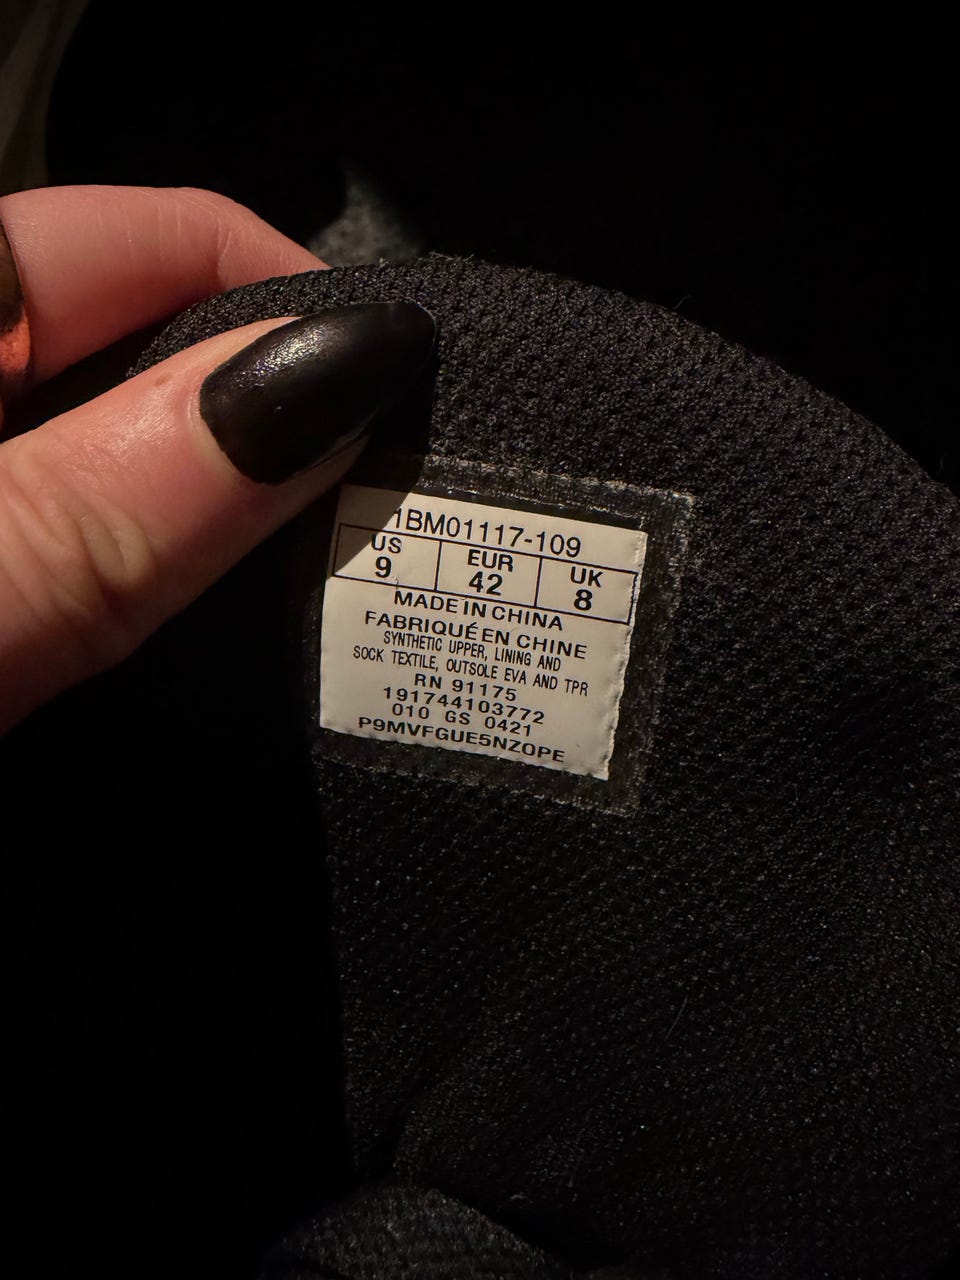 1BM01117-109
US EUR UK
9 42 8
MADE IN CHINA
FABRIQUÉ EN CHINE
SYNTHETIC UPPER, LINING AND
SOCK TEXTILE, OUTSOLE EVA AND TPR
RN 91175
191744103772
010 GS 0421
P9MVFGUE5NZOPE